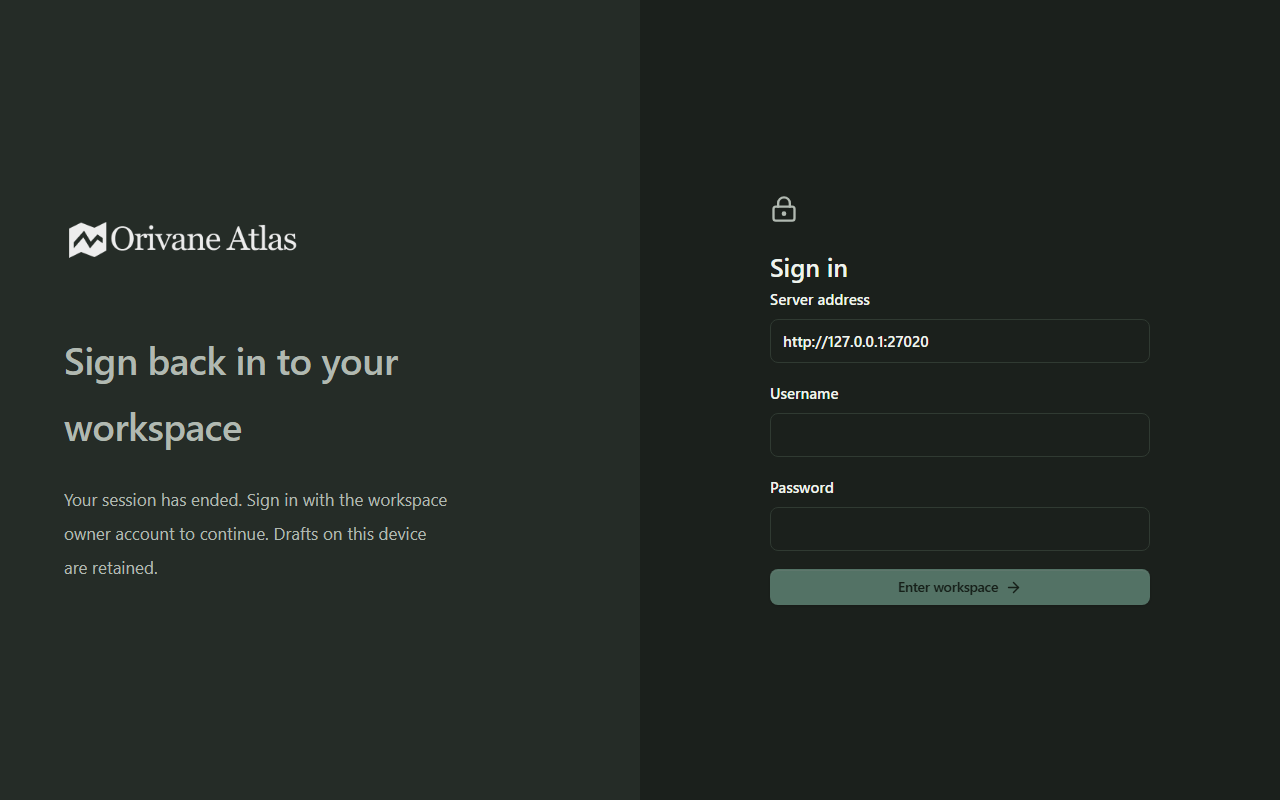 Orivane Atlas
Sign back in to your
workspace
Your session has ended. Sign in with the workspace
owner account to continue. Drafts on this device
are retained.
Sign in
Server address
http://127.0.0.1:27020
Username
Password
Enter workspace